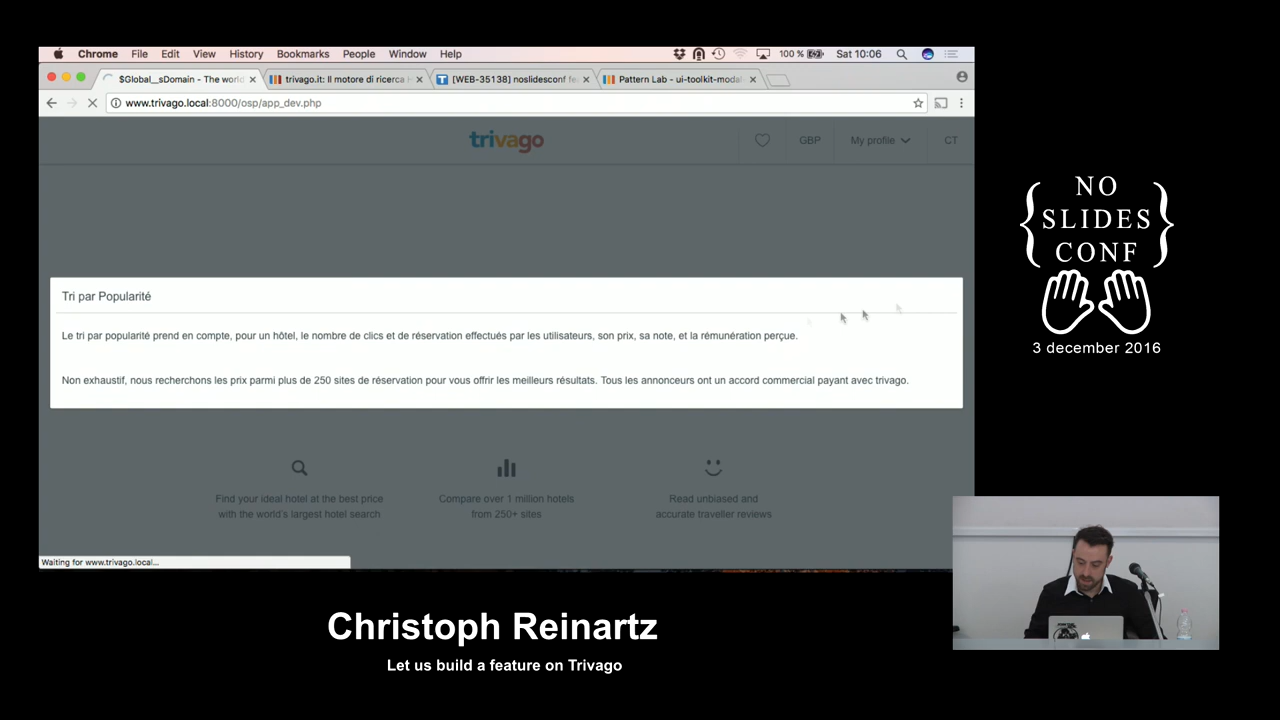 Chrome File Edit View History Bookmarks People Window Help 100 % Sat 10:06
$Global__sDomain - The world
trivago.it: Il motore di ricerca
[WEB-35138] noslidesconf fe
Pattern Lab - ui-toolkit-modal
www.trivago.local:8000/osp/app_dev.php
trivago
GBP
My profile
CT
Tri par Popularité
Le tri par popularité prend en compte, pour un hôtel, le nombre de clics et de réservation effectués par les utilisateurs, son prix, sa note, et la rémunération perçue.
Non exhaustif, nous recherchons les prix parmi plus de 250 sites de réservation pour vous offrir les meilleurs résultats. Tous les annonceurs ont un accord commercial payant avec trivago.
Find your ideal hotel at the best price
with the world's largest hotel search
Compare over 1 million hotels
from 250+ sites
Read unbiased and
accurate traveller reviews
Waiting for www.trivago.local...
NO
SLIDES
CONF
3 december 2016
Christoph Reinartz
Let us build a feature on Trivago